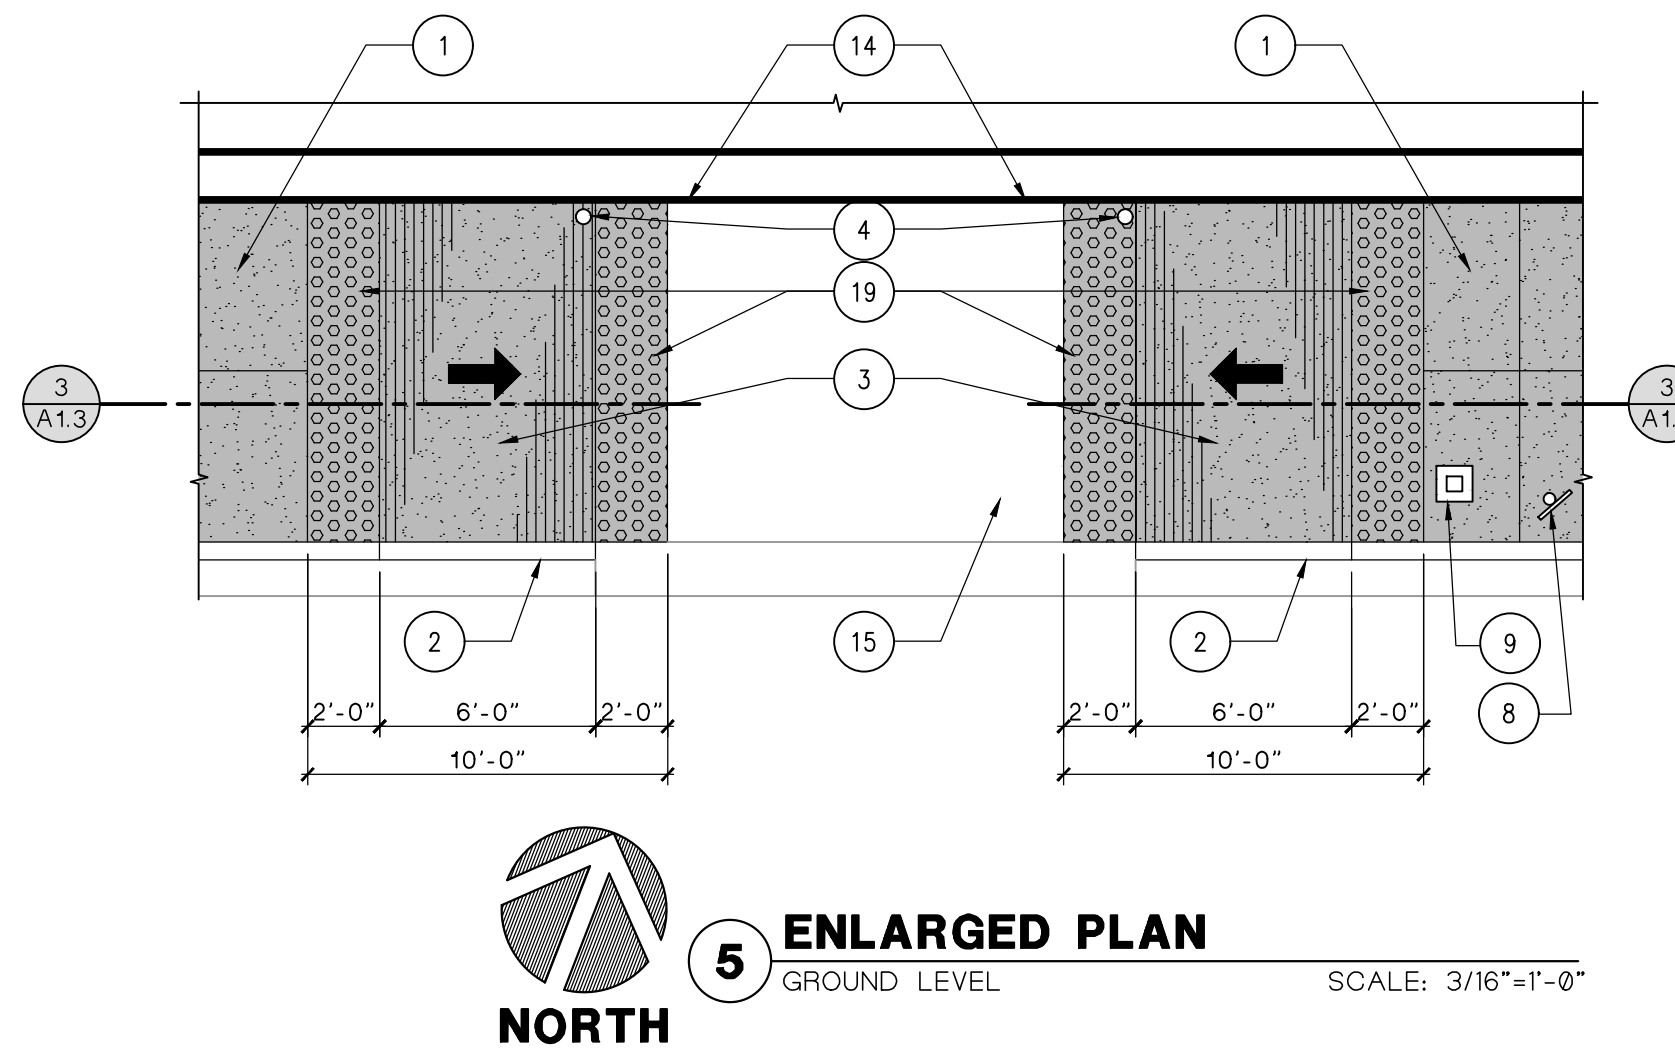 1
14
1
4
19
3
3
A1.3
3
A1.
2
15
2
9
8
2'-0" 6'-0" 2'-0"
2'-0" 6'-0" 2'-0"
10'-0"
10'-0"
5
ENLARGED PLAN
GROUND LEVEL
SCALE: 3/16"=1'-0"
NORTH